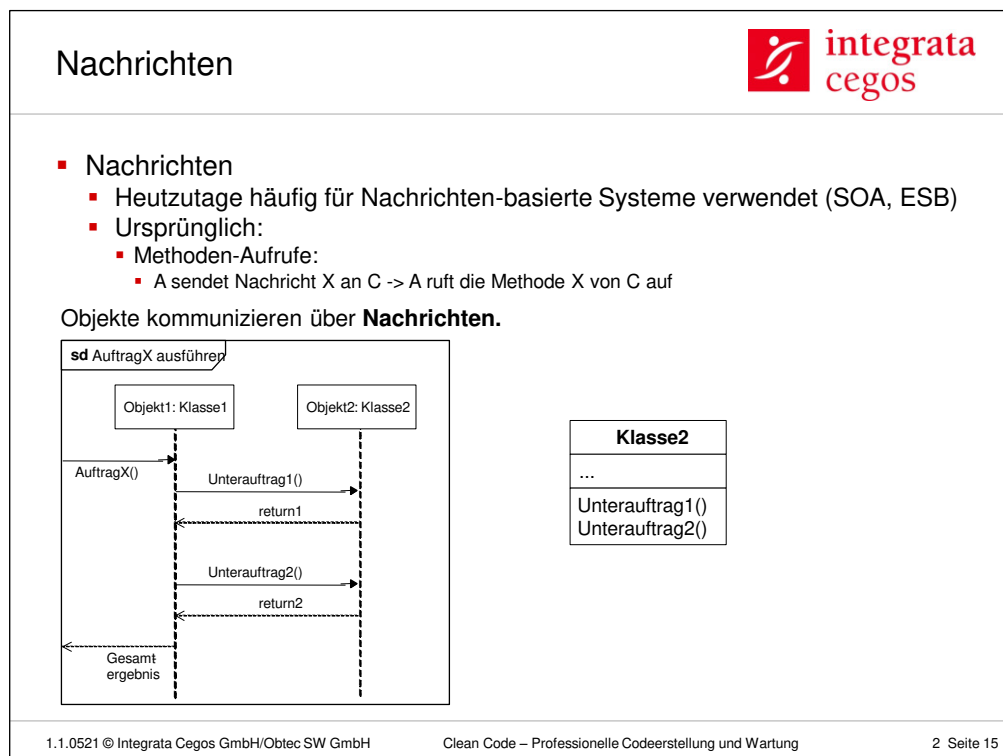 Nachrichten
integrata
cegos
Nachrichten
Heutzutage häufig für Nachrichten-basierte Systeme verwendet (SOA, ESB)
Ursprünglich:
Methoden-Aufrufe:
A sendet Nachricht X an C -> A ruft die Methode X von C auf
Objekte kommunizieren über Nachrichten.
sd AuftragX ausführen
Objekt1: Klasse1
Objekt2: Klasse2
AuftragX()
Unterauftrag1()
return1
Unterauftrag2()
return2
Gesamt-
ergebnis
Klasse2
...
Unterauftrag1()
Unterauftrag2()
1.1.0521 © Integrata Cegos GmbH/Obtec SW GmbH
Clean Code – Professionelle Codeerstellung und Wartung
2 Seite 15